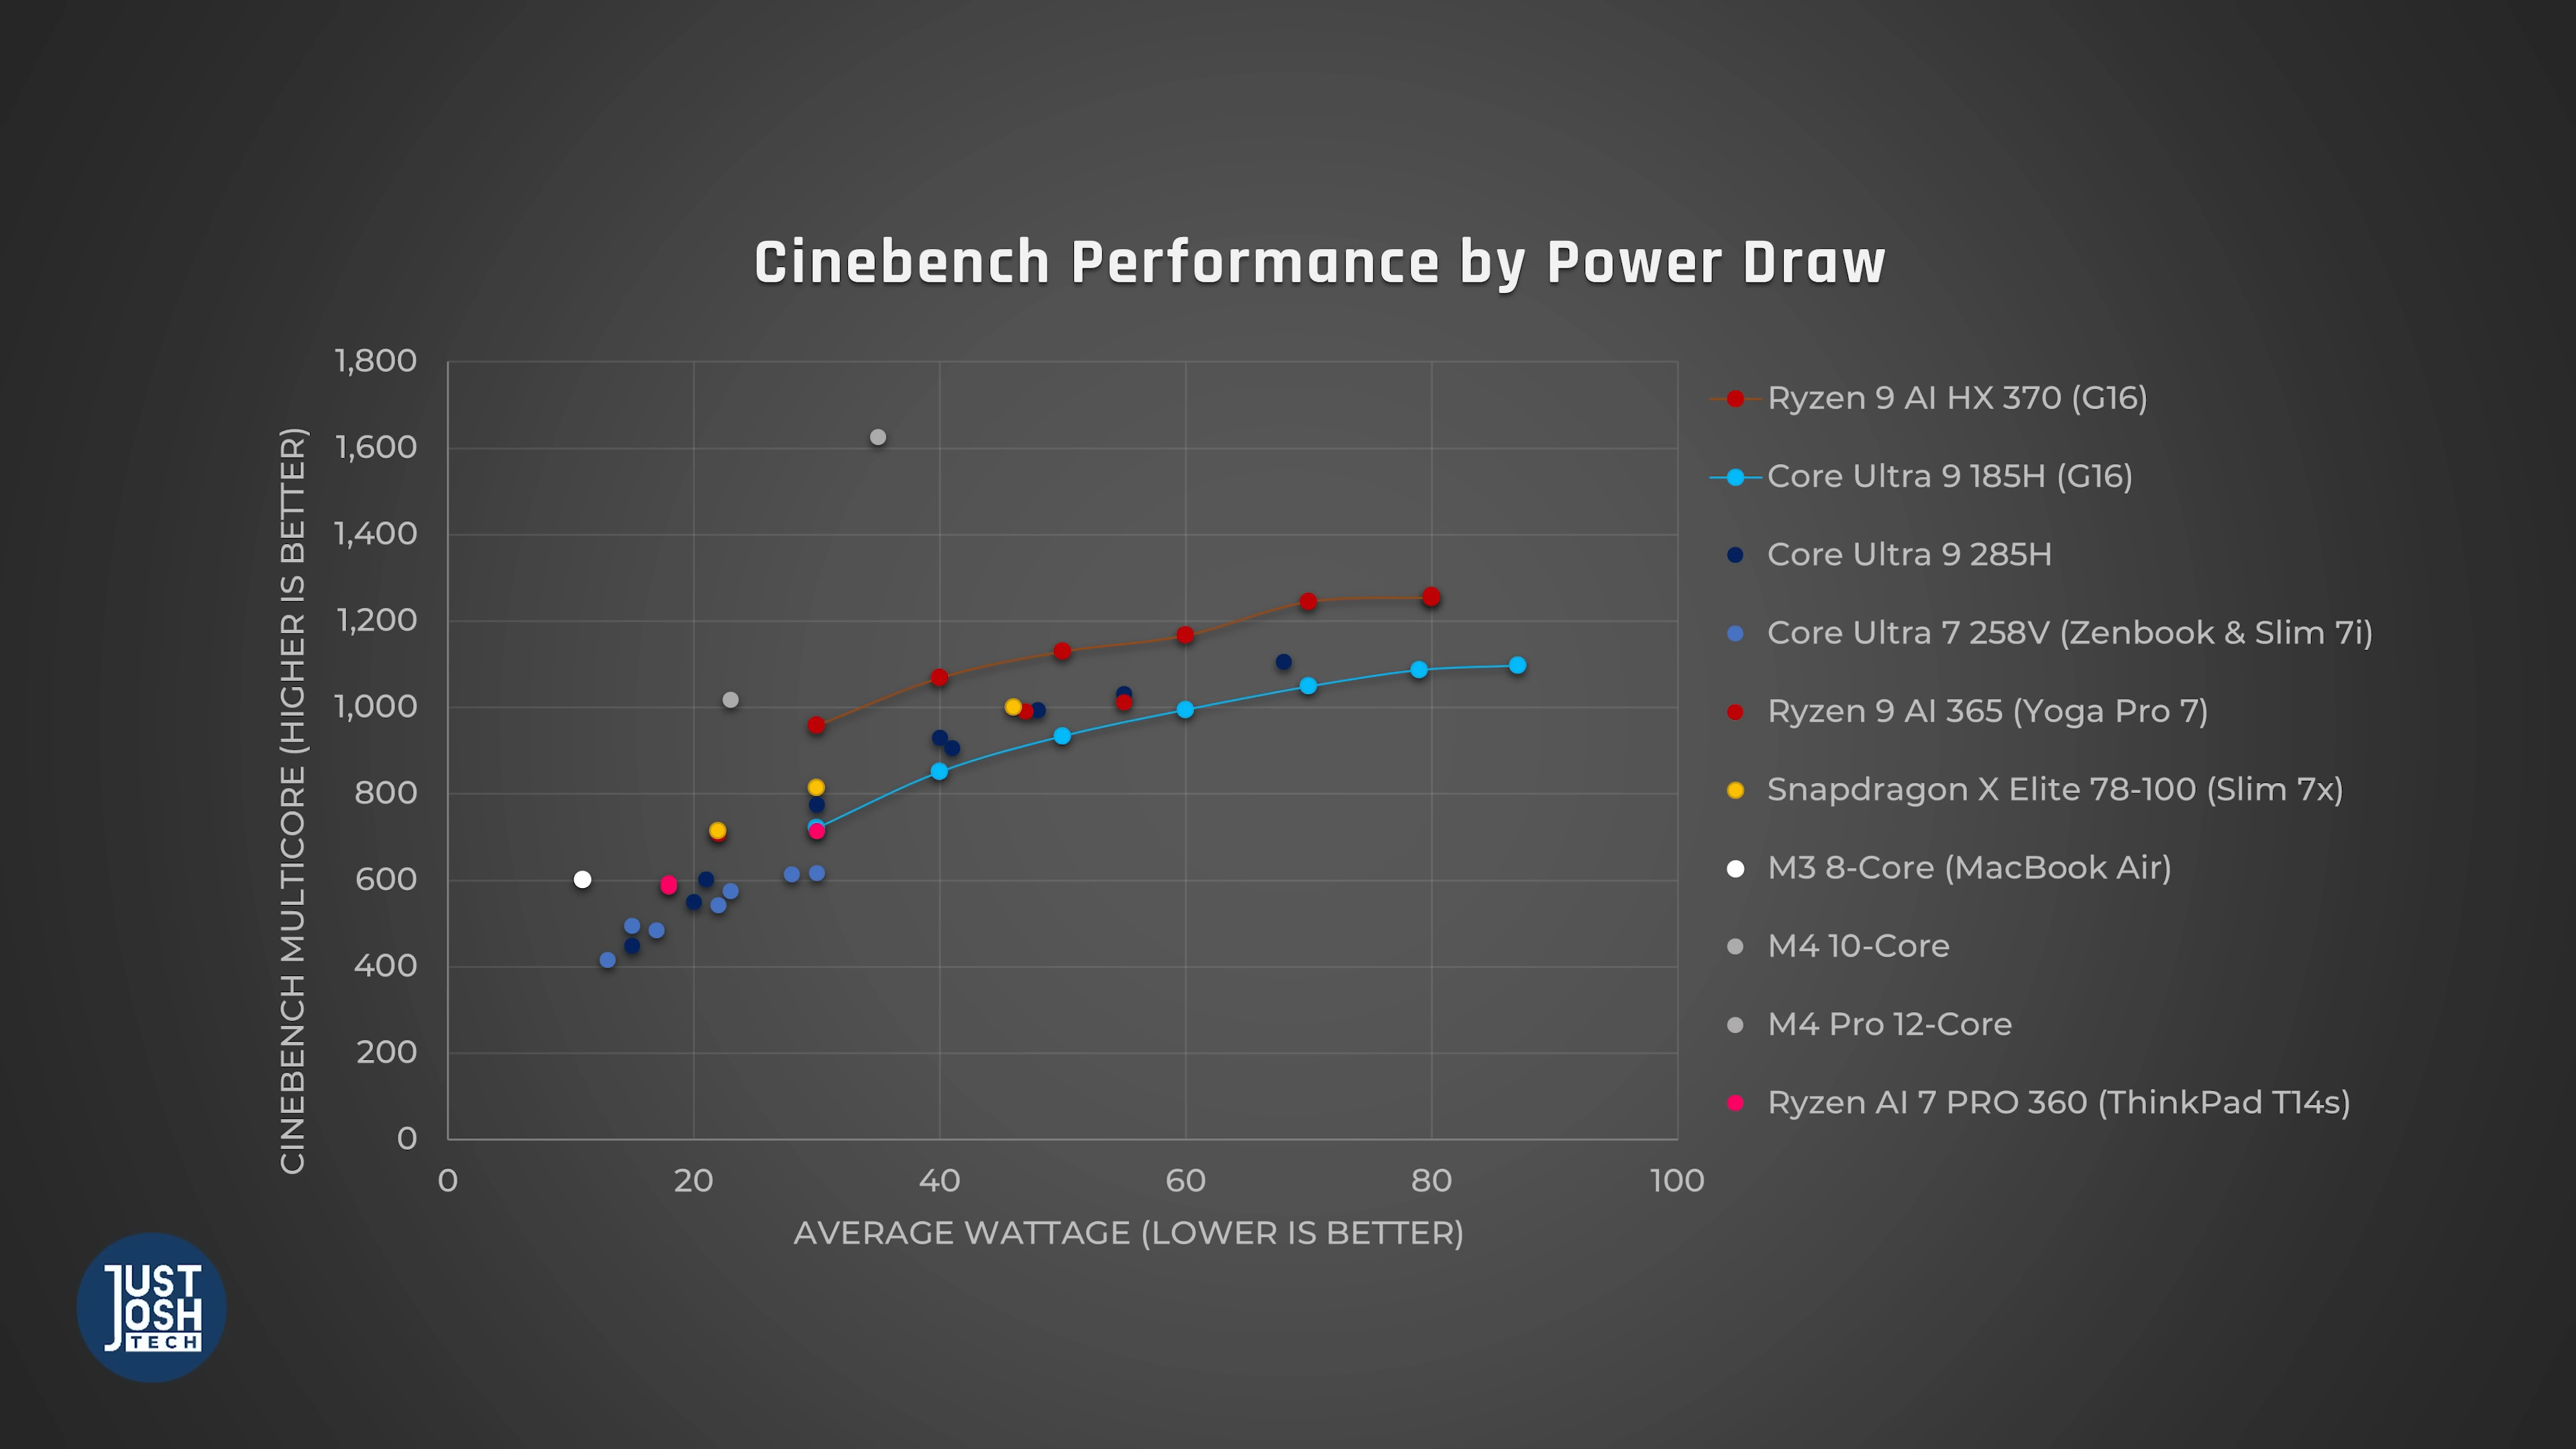 Cinebench Performance by Power Draw
CINEBENCH MULTICORE (HIGHER IS BETTER)
1,800
1,600
1,400
1,200
1,000
800
600
400
200
0
0 20 40 60 80 100
AVERAGE WATTAGE (LOWER IS BETTER)
Ryzen 9 AI HX 370 (G16)
Core Ultra 9 185H (G16)
Core Ultra 9 285H
Core Ultra 7 258V (Zenbook & Slim 7i)
Ryzen 9 AI 365 (Yoga Pro 7)
Snapdragon X Elite 78-100 (Slim 7x)
M3 8-Core (MacBook Air)
M4 10-Core
M4 Pro 12-Core
Ryzen AI 7 PRO 360 (ThinkPad T14s)
JUST
JOSH
TECH